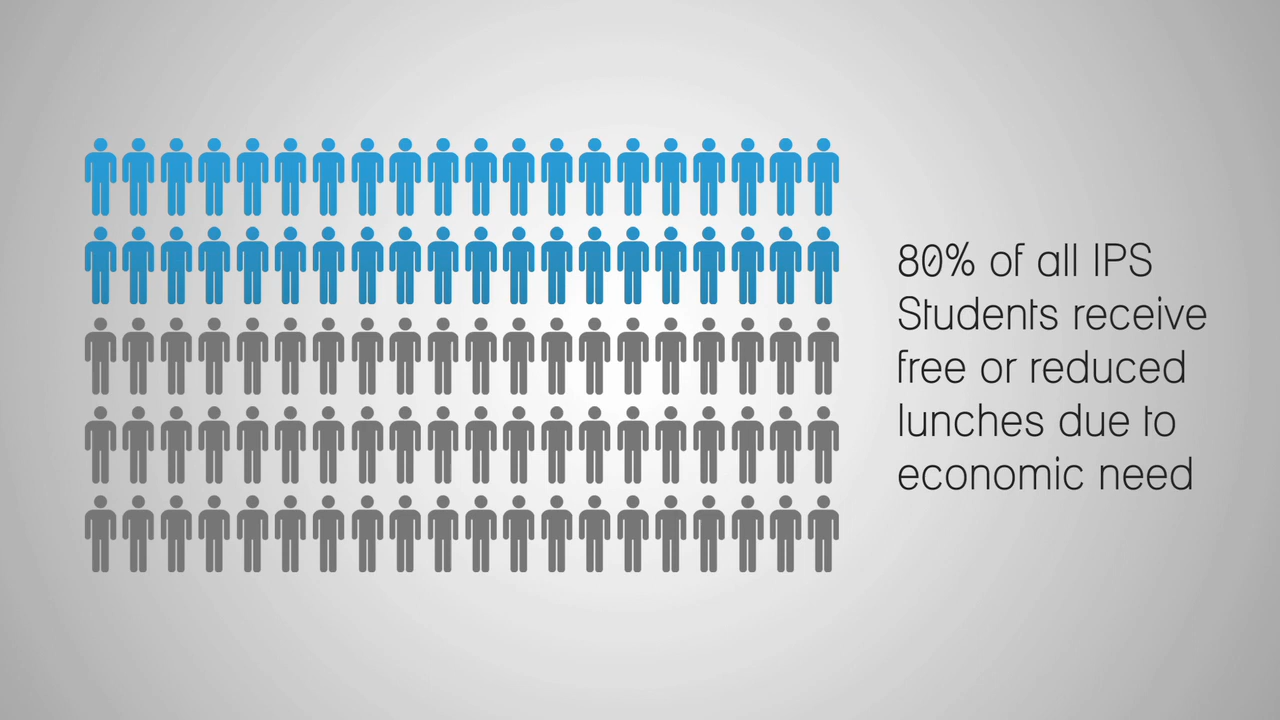 80% of all IPS
Students receive
free or reduced
lunches due to
economic need